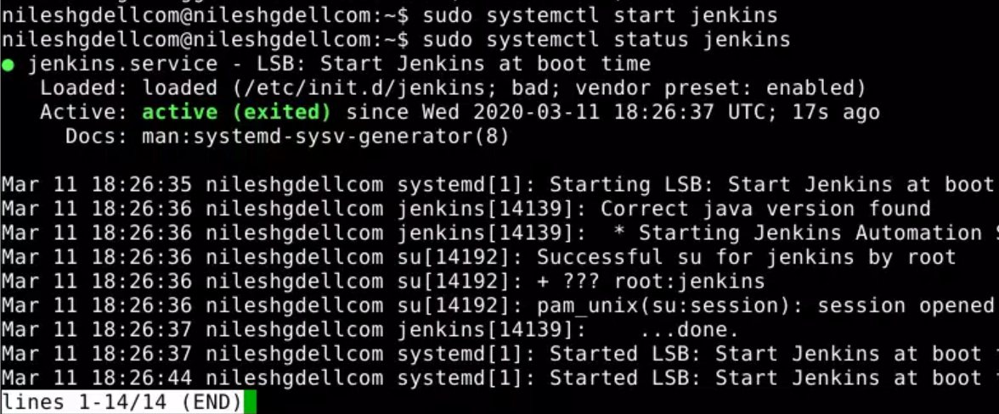 nileshgdellcom@nileshgdellcom:~$ sudo systemctl start jenkins
nileshgdellcom@nileshgdellcom:~$ sudo systemctl status jenkins
● jenkins.service - LSB: Start Jenkins at boot time
   Loaded: loaded (/etc/init.d/jenkins; bad; vendor preset: enabled)
   Active: active (exited) since Wed 2020-03-11 18:26:37 UTC; 17s ago
     Docs: man:systemd-sysv-generator(8)

Mar 11 18:26:35 nileshgdellcom systemd[1]: Starting LSB: Start Jenkins at boot
Mar 11 18:26:36 nileshgdellcom jenkins[14139]: Correct java version found
Mar 11 18:26:36 nileshgdellcom jenkins[14139]:  * Starting Jenkins Automation
Mar 11 18:26:36 nileshgdellcom su[14192]: Successful su for jenkins by root
Mar 11 18:26:36 nileshgdellcom su[14192]: + ??? root:jenkins
Mar 11 18:26:36 nileshgdellcom su[14192]: pam_unix(su:session): session opened
Mar 11 18:26:37 nileshgdellcom jenkins[14139]:    ...done.
Mar 11 18:26:37 nileshgdellcom systemd[1]: Started LSB: Start Jenkins at boot
Mar 11 18:26:44 nileshgdellcom systemd[1]: Started LSB: Start Jenkins at boot
lines 1-14/14 (END)